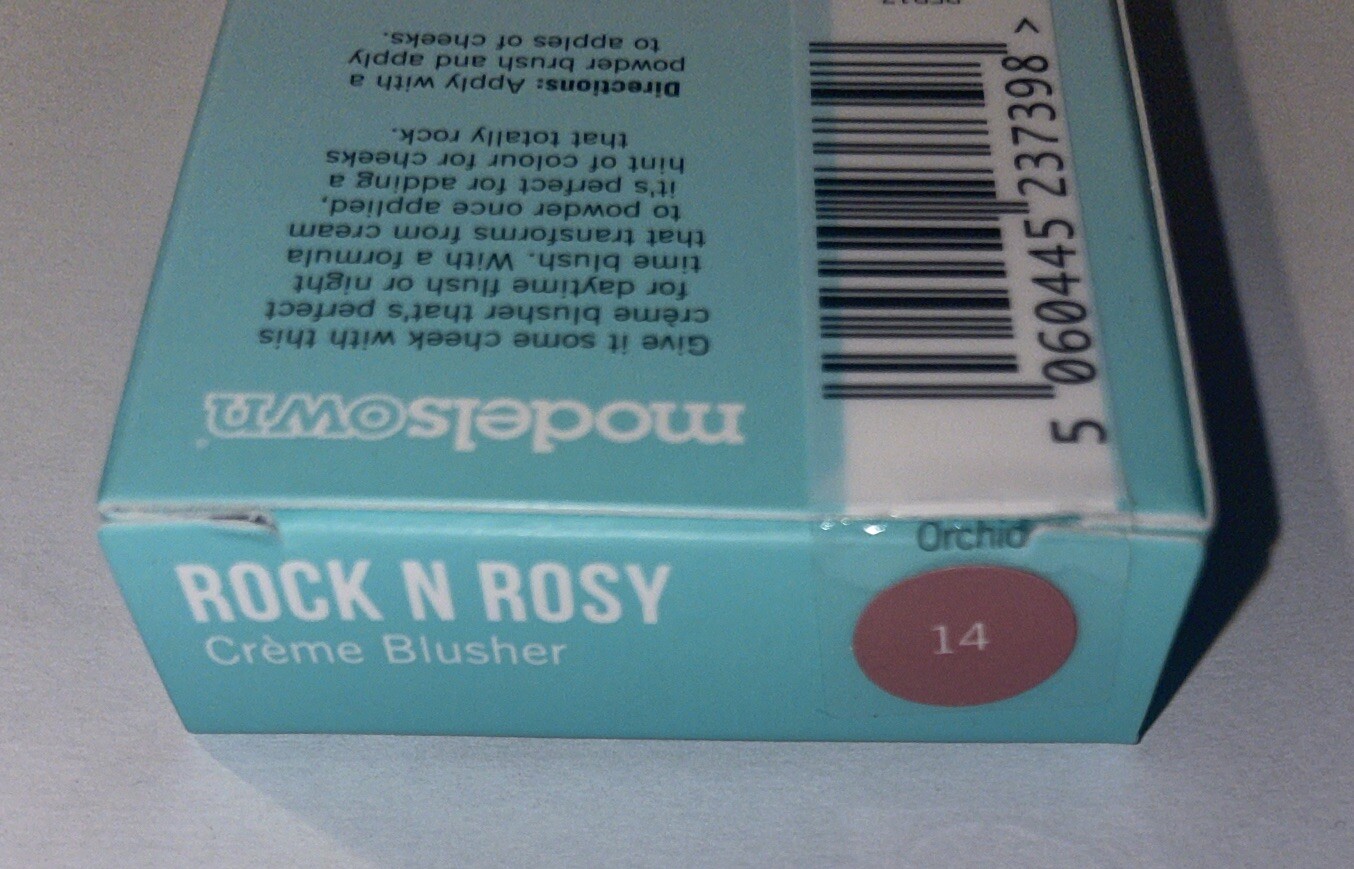 ROCK N ROSY
Crème Blusher
Orchid
14
modelsown
Give it some cheek with this
crème blusher that's perfect
for daytime flush or night
time blush. With a formula
that transforms from cream
to powder once applied,
it's perfect for adding a
hint of colour for cheeks
that totally rock.
Directions: Apply with a
powder brush and apply
to apples of cheeks.
5 060445 237398 >